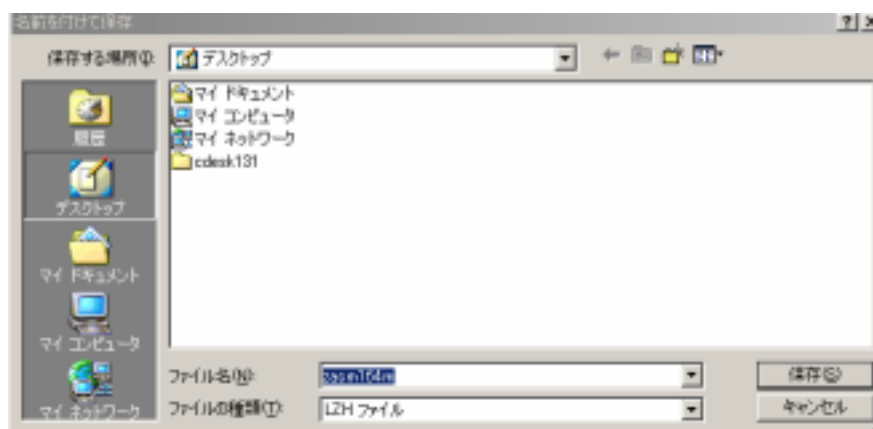 名前を付けて保存
保存する場所(I):
デスクトップ
マイ ドキュメント
マイ コンピュータ
マイ ネットワーク
cdesk131
履歴
デスクトップ
マイ ドキュメント
マイ コンピュータ
マイ ネットワーク
ファイル名(N):
保存(S)
ファイルの種類(T):
LZH ファイル
キャンセル